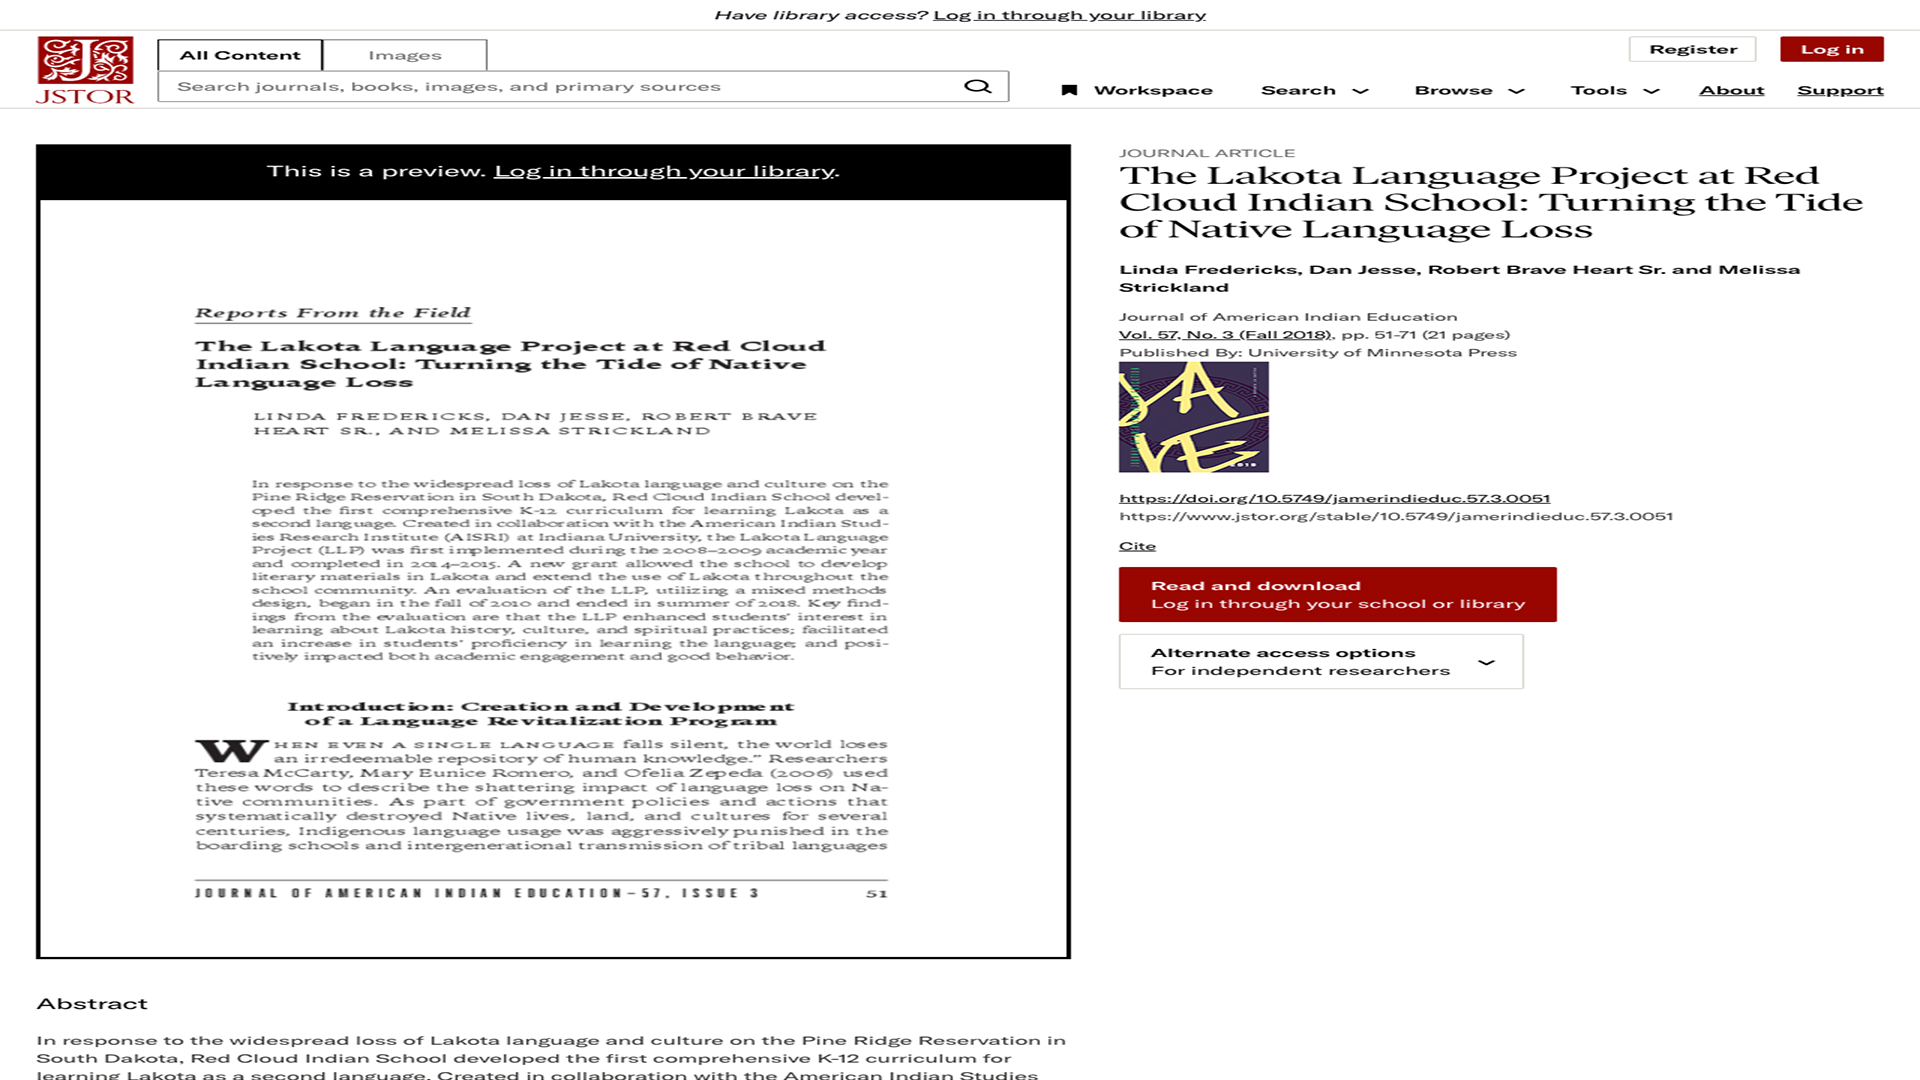 Have library access? Log in through your library
JSTOR
All Content
Images
Search journals, books, images, and primary sources
Register
Log in
Workspace
Search
Browse
Tools
About
Support
This is a preview. Log in through your library.
Reports From the Field
The Lakota Language Project at Red Cloud
Indian School: Turning the Tide of Native
Language Loss
LINDA FREDERICKS, DAN JESSE, ROBERT BRAVE
HEART SR., AND MELISSA STRICKLAND
In response to the widespread loss of Lakota language and culture on the
Pine Ridge Reservation in South Dakota, Red Cloud Indian School devel-
oped the first comprehensive K-12 curriculum for learning Lakota as a
second language. Created in collaboration with the American Indian Stud-
ies Research Institute (AISRI) at Indiana University, the Lakota Language
Project (LLP) was first implemented during the 2008–2009 academic year
and completed in 2014–2015. A new grant allowed the school to develop
literary materials in Lakota and extend the use of Lakota throughout the
school community. An evaluation of the LLP, utilizing a mixed methods
design, began in the fall of 2010 and ended in summer of 2018. Key find-
ings from the evaluation are that the LLP enhanced students' interest in
learning about Lakota history, culture, and spiritual practices; facilitated
an increase in students' proficiency in learning the language; and posi-
tively impacted both academic engagement and good behavior.
Introduction: Creation and Development
of a Language Revitalization Program
WHEN EVEN A SINGLE LANGUAGE falls silent, the world loses
an irredeemable repository of human knowledge." Researchers
Teresa McCarty, Mary Eunice Romero, and Ofelia Zepeda (2006) used
these words to describe the shattering impact of language loss on Na-
tive communities. As part of government policies and actions that
systematically destroyed Native lives, land, and cultures for several
centuries, Indigenous language usage was aggressively punished in the
boarding schools and intergenerational transmission of tribal languages
JOURNAL OF AMERICAN INDIAN EDUCATION–57, ISSUE 3 51
JOURNAL ARTICLE
The Lakota Language Project at Red
Cloud Indian School: Turning the Tide
of Native Language Loss
Linda Fredericks, Dan Jesse, Robert Brave Heart Sr. and Melissa
Strickland
Journal of American Indian Education
Vol. 57, No. 3 (Fall 2018), pp. 51-71 (21 pages)
Published By: University of Minnesota Press
JA
IE
2018
https://doi.org/10.5749/jamerindieduc.57.3.0051
https://www.jstor.org/stable/10.5749/jamerindieduc.57.3.0051
Cite
Read and download
Log in through your school or library
Alternate access options
For independent researchers
Abstract
In response to the widespread loss of Lakota language and culture on the Pine Ridge Reservation in
South Dakota, Red Cloud Indian School developed the first comprehensive K-12 curriculum for
learning Lakota as a second language. Created in collaboration with the American Indian Studies